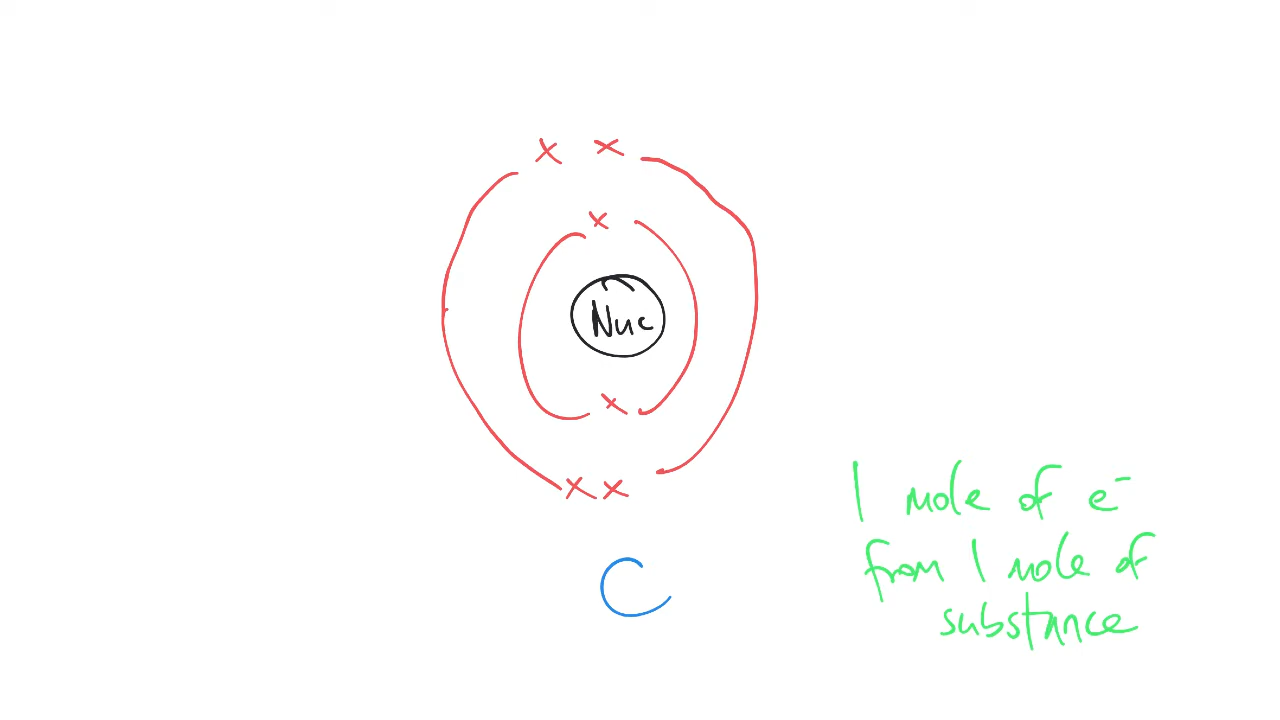 Nuc
C
1 mole of e⁻
from 1 mole of
substance